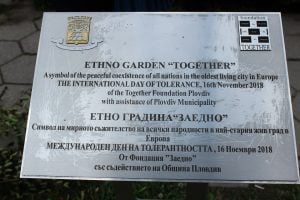 foundation
TOGETHER
ETHNO GARDEN “TOGETHER”
A symbol of the peaceful coexistence of all nations in the oldest living city in Europe
THE INTERNATIONAL DAY OF TOLERANCE, 16th November 2018
of the Together Foundation Plovdiv
with assistance of Plovdiv Municipality
ЕТНО ГРАДИНА“ЗАЕДНО”
Символ на мирното съжителство на всички народности в най-стария жив град в
Европа
МЕЖДУНАРОДЕН ДЕН НА ТОЛЕРАНТНОСТТА, 16 Ноември 2018
От Фондация "Заедно"
със съдействието на Община Пловдив